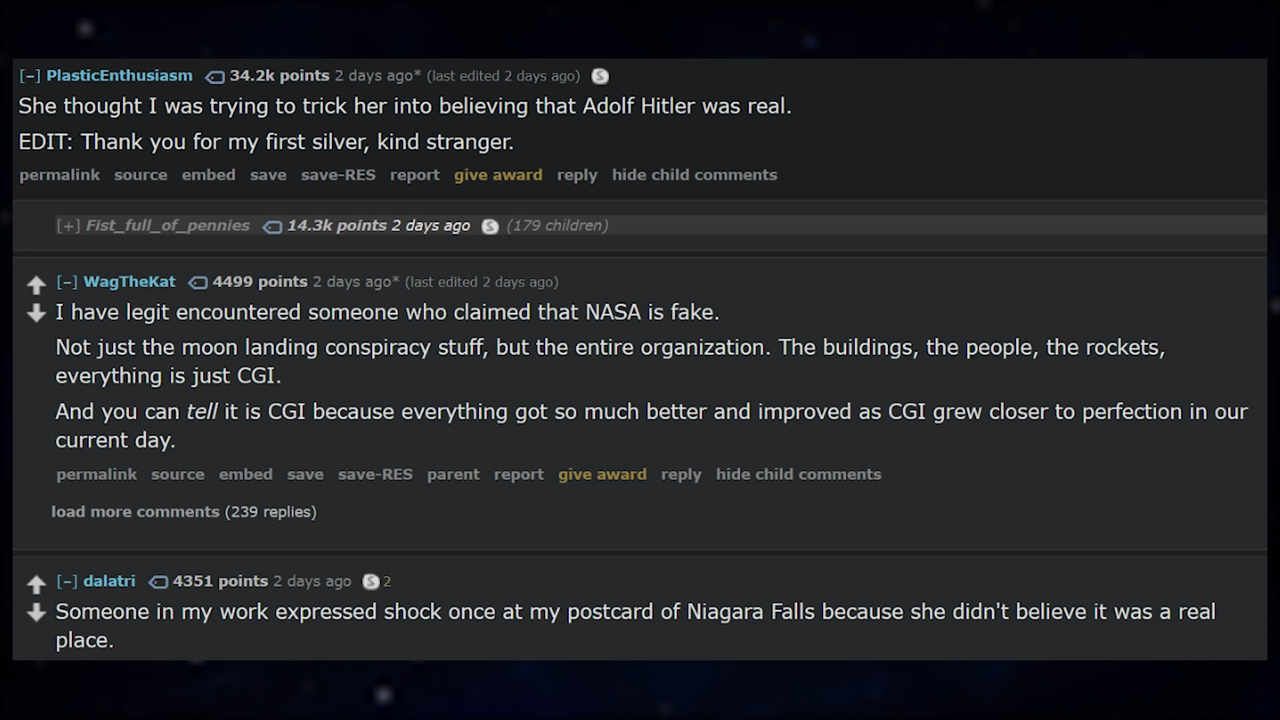 [–] PlasticEnthusiasm 34.2k points 2 days ago* (last edited 2 days ago) S
She thought I was trying to trick her into believing that Adolf Hitler was real.
EDIT: Thank you for my first silver, kind stranger.
permalink source embed save save-RES report give award reply hide child comments
[+] Fist_full_of_pennies 14.3k points 2 days ago S (179 children)
[–] WagTheKat 4499 points 2 days ago* (last edited 2 days ago)
I have legit encountered someone who claimed that NASA is fake.
Not just the moon landing conspiracy stuff, but the entire organization. The buildings, the people, the rockets,
everything is just CGI.
And you can tell it is CGI because everything got so much better and improved as CGI grew closer to perfection in our
current day.
permalink source embed save save-RES parent report give award reply hide child comments
load more comments (239 replies)
[–] dalatri 4351 points 2 days ago S 2
Someone in my work expressed shock once at my postcard of Niagara Falls because she didn't believe it was a real
place.